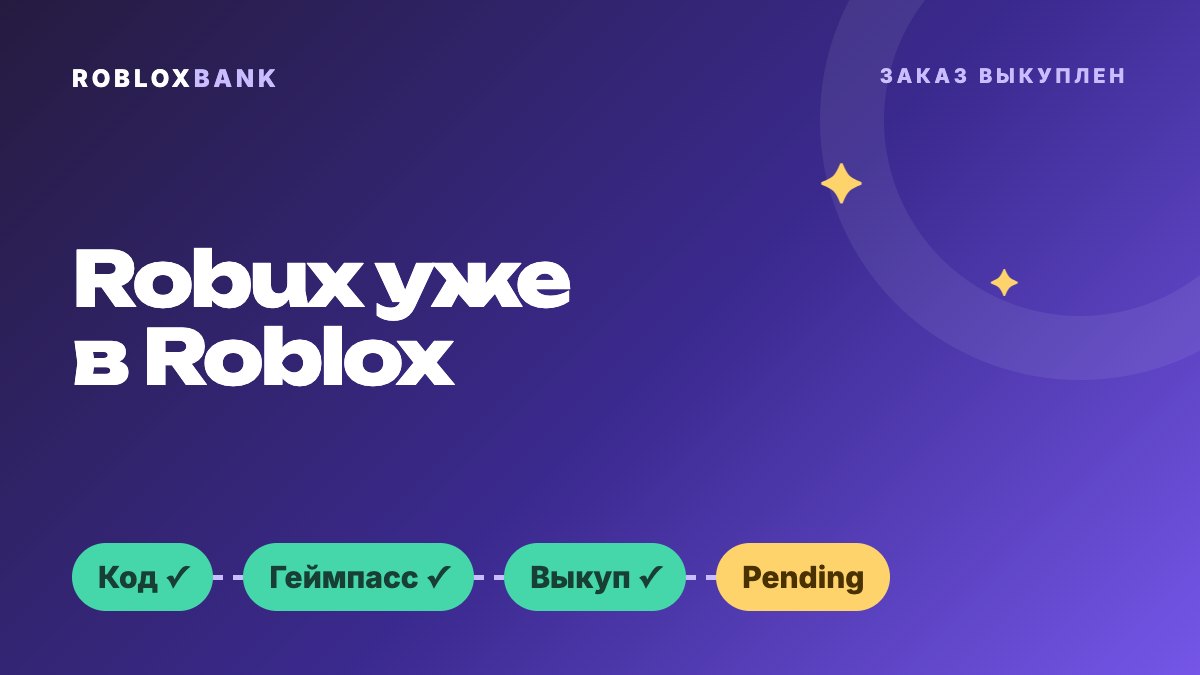 ROBLOXBANK
ЗАКАЗ ВЫКУПЛЕН
Robux уже
в Roblox
Код ✓
Геймпасс ✓
Выкуп ✓
Pending